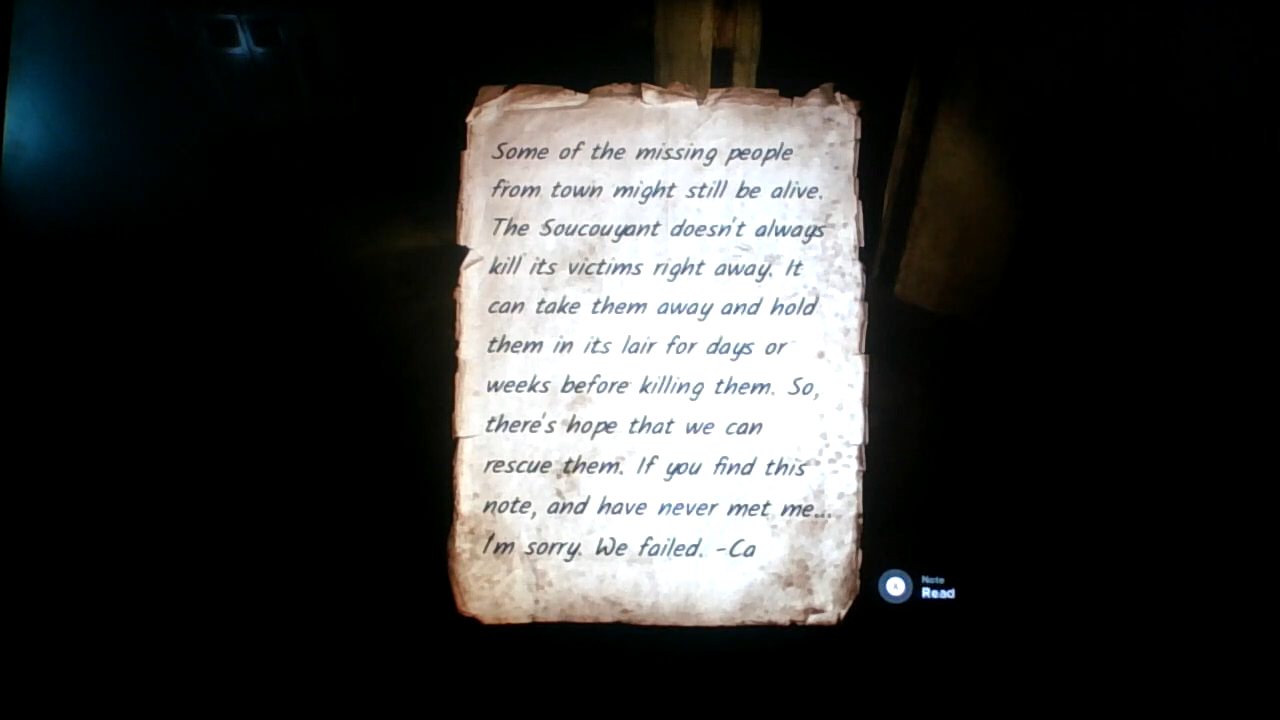 Some of the missing people
from town might still be alive.
The Soucouyant doesn't always
kill its victims right away. It
can take them away and hold
them in its lair for days or
weeks before killing them. So,
there's hope that we can
rescue them. If you find this
note, and have never met me...
I'm sorry. We failed. -Ca
Note
Read